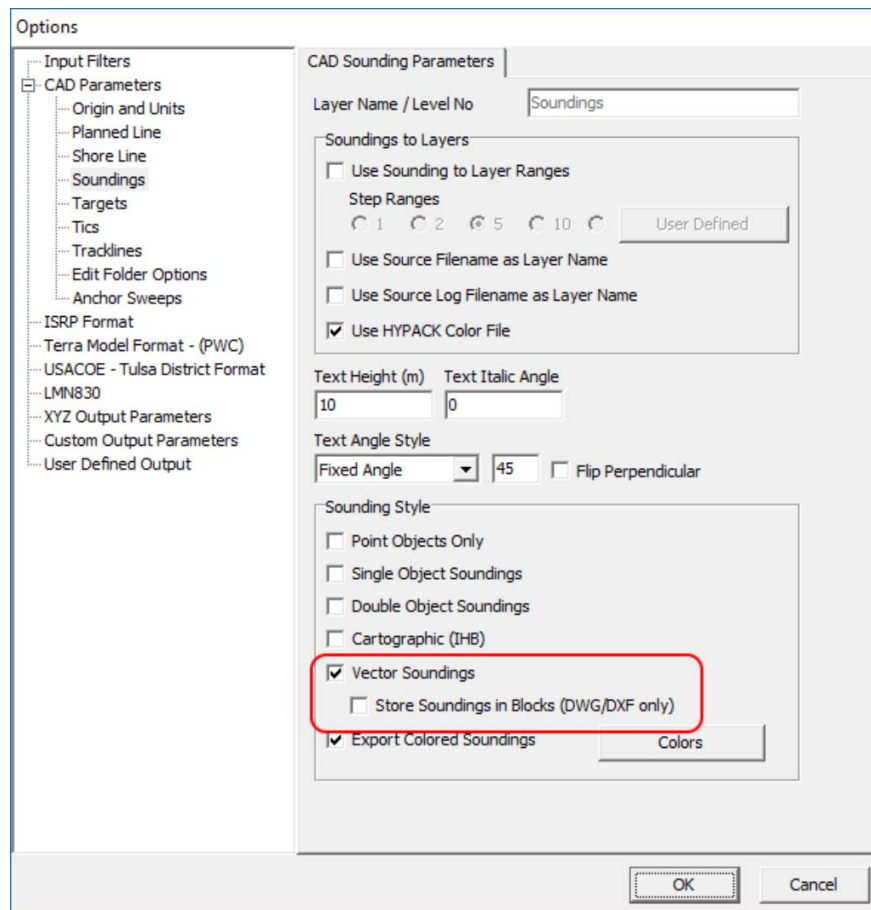 Options
Input Filters
CAD Parameters
Origin and Units
Planned Line
Shore Line
Soundings
Targets
Tics
Tracklines
Edit Folder Options
Anchor Sweeps
ISRP Format
Terra Model Format - (PWC)
USACOE - Tulsa District Format
LMN830
XYZ Output Parameters
Custom Output Parameters
User Defined Output
CAD Sounding Parameters
Layer Name / Level No Soundings
Soundings to Layers
Use Sounding to Layer Ranges
Step Ranges
1 2 5 10 User Defined
Use Source Filename as Layer Name
Use Source Log Filename as Layer Name
Use HYPACK Color File
Text Height (m) Text Italic Angle
10 0
Text Angle Style
Fixed Angle 45 Flip Perpendicular
Sounding Style
Point Objects Only
Single Object Soundings
Double Object Soundings
Cartographic (IHB)
Vector Soundings
Store Soundings in Blocks (DWG/DXF only)
Export Colored Soundings Colors
OK Cancel